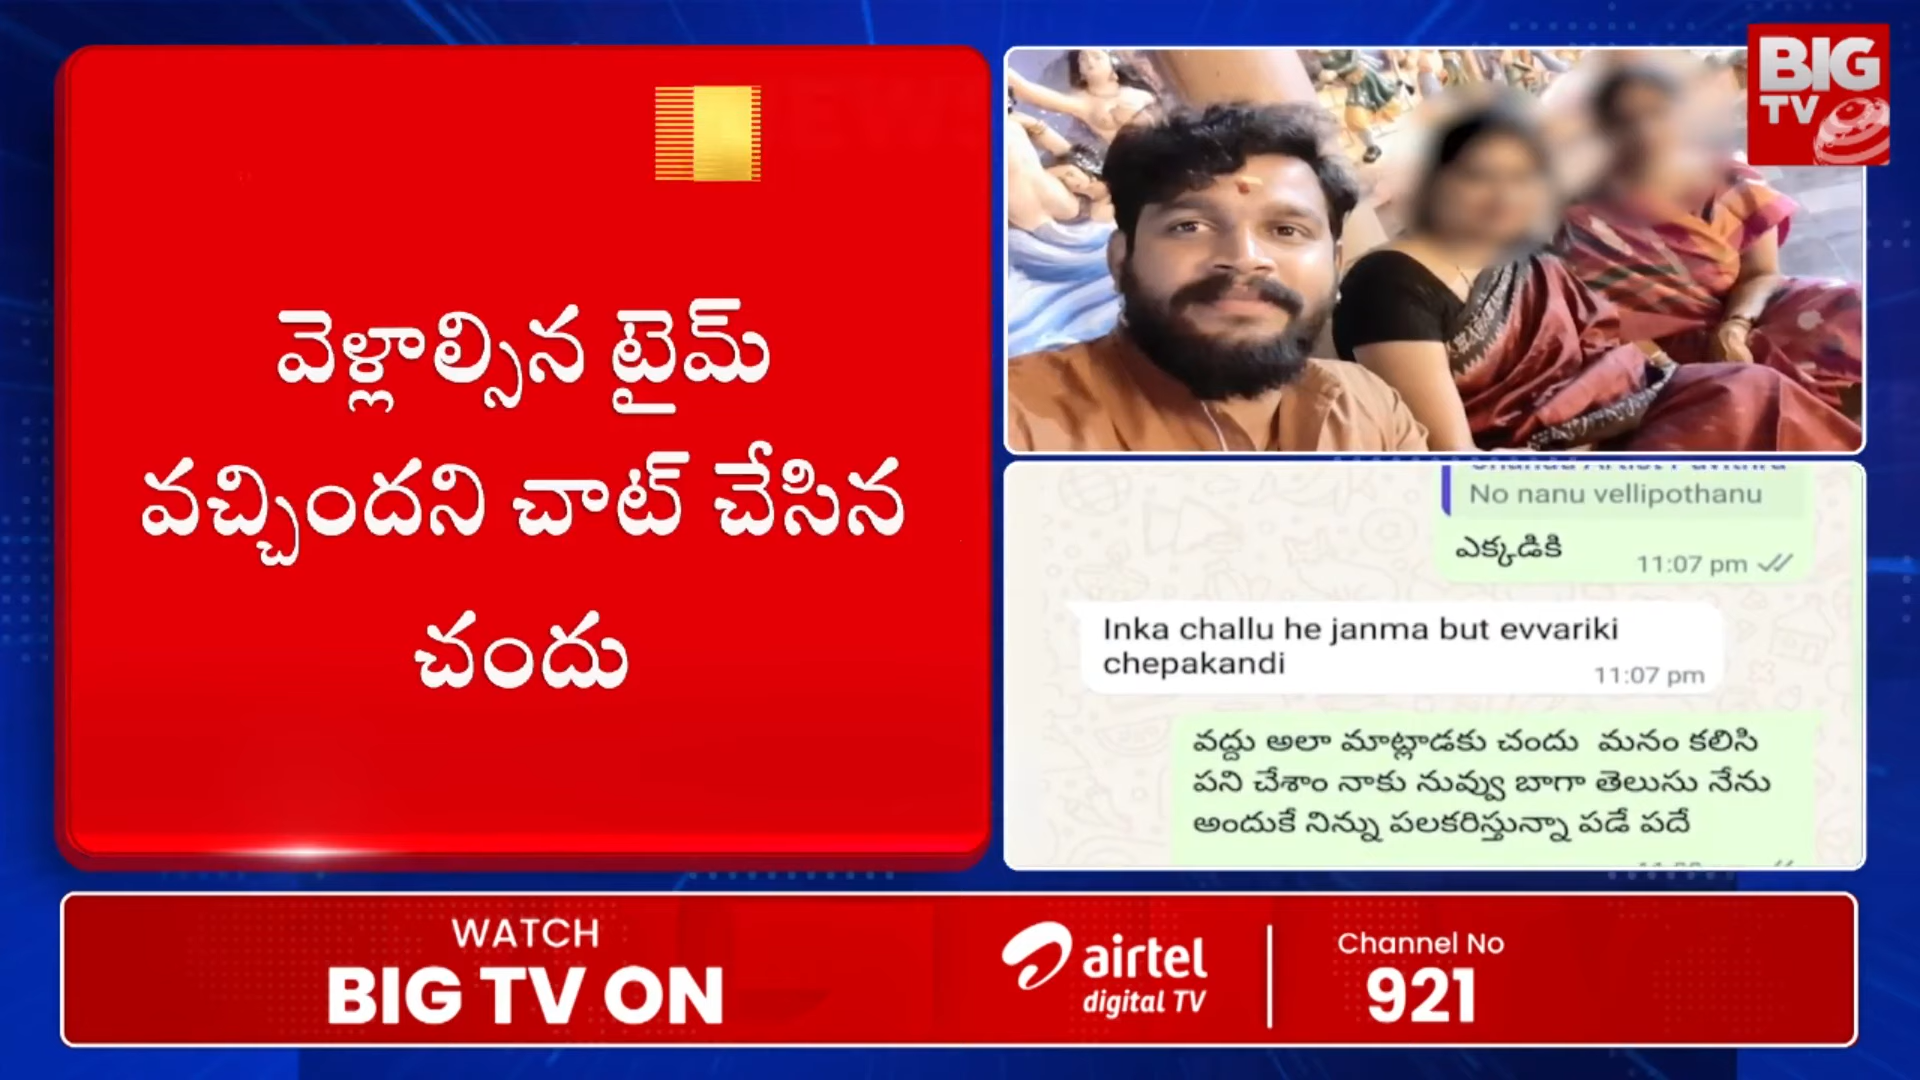 BIG
TV
వెళ్లాల్సిన టైమ్
వచ్చిందని చాట్ చేసిన
చందు
No nanu vellipothanu
ఎక్కడికి
11:07 pm
Inka challu he janma but evvariki
chepakandi
11:07 pm
వద్దు అలా మాట్లాడకు చందు మనం కలిసి
పని చేశాం నాకు నువ్వు బాగా తెలుసు నేను
అందుకే నిన్ను పలకరిస్తున్నా పడే పదే
WATCH
BIG TV ON
airtel
digital TV
Channel No
921